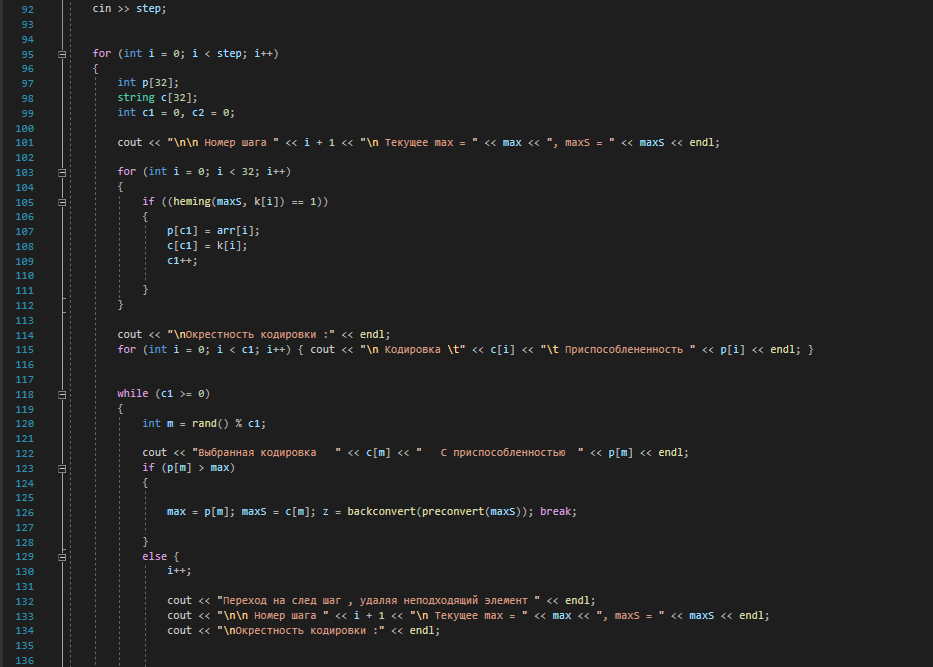 92 cin >> step;
93
94
95 for (int i = 0; i < step; i++)
96 {
97 int p[32];
98 string c[32];
99 int c1 = 0, c2 = 0;
100
101 cout << "\n\n Номер шага " << i + 1 << "\n Текущее max = " << max << ", maxS = " << maxS << endl;
102
103 for (int i = 0; i < 32; i++)
104 {
105 if ((heming(maxS, k[i]) == 1))
106 {
107 p[c1] = arr[i];
108 c[c1] = k[i];
109 c1++;
110
111 }
112 }
113
114 cout << "\nОкрестность кодировки :" << endl;
115 for (int i = 0; i < c1; i++) { cout << "\n Кодировка \t" << c[i] << "\t Приспособлененность " << p[i] << endl; }
116
117
118 while (c1 >= 0)
119 {
120 int m = rand() % c1;
121
122 cout << "Выбранная кодировка   " << c[m] << "   С приспособленностью  " << p[m] << endl;
123 if (p[m] > max)
124 {
125
126 max = p[m]; maxS = c[m]; z = backconvert(preconvert(maxS)); break;
127
128 }
129 else {
130 i++;
131
132 cout << "Переход на след шаг , удаляя неподходящий элемент " << endl;
133 cout << "\n\n Номер шага " << i + 1 << "\n Текущее max = " << max << ", maxS = " << maxS << endl;
134 cout << "\nОкрестность кодировки :" << endl;
135
136